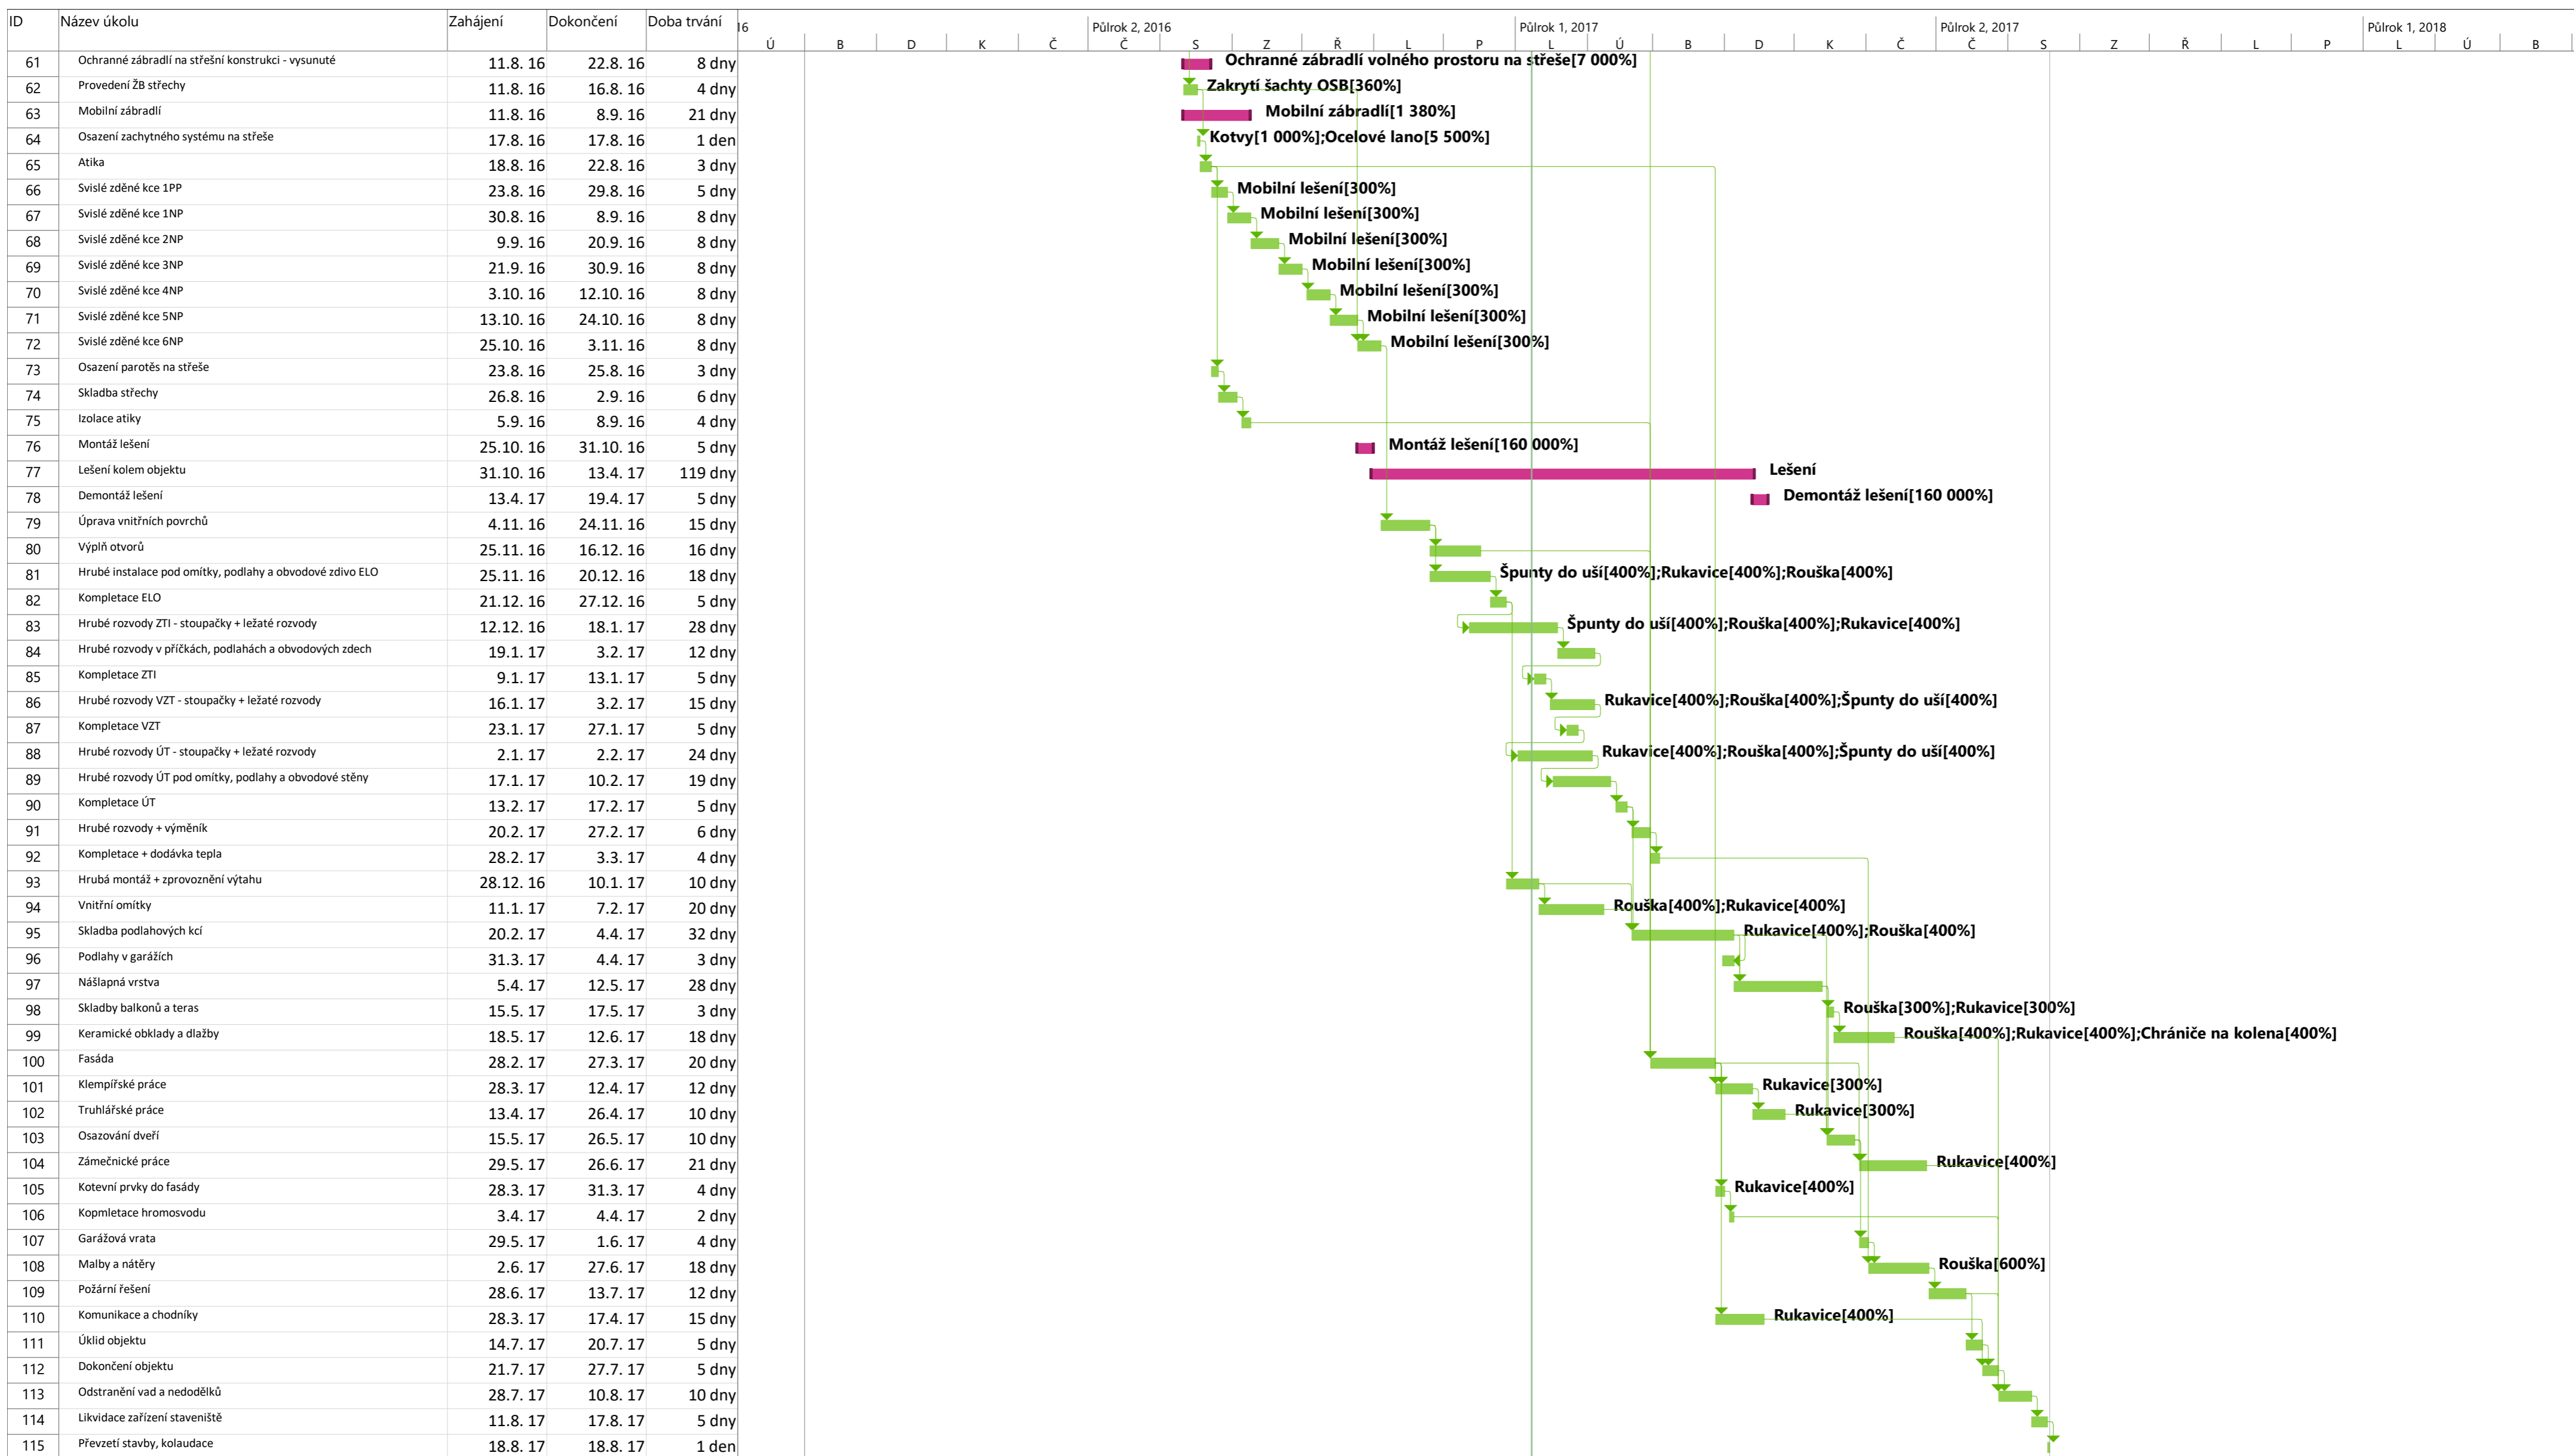 ID Název úkolu Zahájení Dokončení Doba trvání 16 Půlrok 2, 2016 Půlrok 1, 2017 Půlrok 2, 2017 Půlrok 1, 2018
Ú B D K Č Č S Z Ř L P L Ú B D K Č Č S Z Ř L P L Ú B
61 Ochranné zábradlí na střešní konstrukci - vysunuté 11.8. 16 22.8. 16 8 dny Ochranné zábradlí volného prostoru na střeše[7 000%]
62 Provedení ŽB střechy 11.8. 16 16.8. 16 4 dny Zakrytí šachty OSB[360%]
63 Mobilní zábradlí 11.8. 16 8.9. 16 21 dny Mobilní zábradlí[1 380%]
64 Osazení zachytného systému na střeše 17.8. 16 17.8. 16 1 den Kotvy[1 000%];Ocelové lano[5 500%]
65 Atika 18.8. 16 22.8. 16 3 dny
66 Svislé zděné kce 1PP 23.8. 16 29.8. 16 5 dny Mobilní lešení[300%]
67 Svislé zděné kce 1NP 30.8. 16 8.9. 16 8 dny Mobilní lešení[300%]
68 Svislé zděné kce 2NP 9.9. 16 20.9. 16 8 dny Mobilní lešení[300%]
69 Svislé zděné kce 3NP 21.9. 16 30.9. 16 8 dny Mobilní lešení[300%]
70 Svislé zděné kce 4NP 3.10. 16 12.10. 16 8 dny Mobilní lešení[300%]
71 Svislé zděné kce 5NP 13.10. 16 24.10. 16 8 dny Mobilní lešení[300%]
72 Svislé zděné kce 6NP 25.10. 16 3.11. 16 8 dny Mobilní lešení[300%]
73 Osazení parotěs na střeše 23.8. 16 25.8. 16 3 dny
74 Skladba střechy 26.8. 16 2.9. 16 6 dny
75 Izolace atiky 5.9. 16 8.9. 16 4 dny
76 Montáž lešení 25.10. 16 31.10. 16 5 dny Montáž lešení[160 000%]
77 Lešení kolem objektu 31.10. 16 13.4. 17 119 dny Lešení
78 Demontáž lešení 13.4. 17 19.4. 17 5 dny Demontáž lešení[160 000%]
79 Úprava vnitřních povrchů 4.11. 16 24.11. 16 15 dny
80 Výplň otvorů 25.11. 16 16.12. 16 16 dny
81 Hrubé instalace pod omítky, podlahy a obvodové zdivo ELO 25.11. 16 20.12. 16 18 dny Špunty do uší[400%];Rukavice[400%];Rouška[400%]
82 Kompletace ELO 21.12. 16 27.12. 16 5 dny
83 Hrubé rozvody ZTI - stoupačky + ležaté rozvody 12.12. 16 18.1. 17 28 dny Špunty do uší[400%];Rouška[400%];Rukavice[400%]
84 Hrubé rozvody v příčkách, podlahách a obvodových zdech 19.1. 17 3.2. 17 12 dny
85 Kompletace ZTI 9.1. 17 13.1. 17 5 dny
86 Hrubé rozvody VZT - stoupačky + ležaté rozvody 16.1. 17 3.2. 17 15 dny Rukavice[400%];Rouška[400%];Špunty do uší[400%]
87 Kompletace VZT 23.1. 17 27.1. 17 5 dny
88 Hrubé rozvody ÚT - stoupačky + ležaté rozvody 2.1. 17 2.2. 17 24 dny Rukavice[400%];Rouška[400%];Špunty do uší[400%]
89 Hrubé rozvody ÚT pod omítky, podlahy a obvodové stěny 17.1. 17 10.2. 17 19 dny
90 Kompletace ÚT 13.2. 17 17.2. 17 5 dny
91 Hrubé rozvody + výměník 20.2. 17 27.2. 17 6 dny
92 Kompletace + dodávka tepla 28.2. 17 3.3. 17 4 dny
93 Hrubá montáž + zprovoznění výtahu 28.12. 16 10.1. 17 10 dny
94 Vnitřní omítky 11.1. 17 7.2. 17 20 dny Rouška[400%];Rukavice[400%]
95 Skladba podlahových kcí 20.2. 17 4.4. 17 32 dny Rukavice[400%];Rouška[400%]
96 Podlahy v garážích 31.3. 17 4.4. 17 3 dny
97 Nášlapná vrstva 5.4. 17 12.5. 17 28 dny
98 Skladby balkonů a teras 15.5. 17 17.5. 17 3 dny Rouška[300%];Rukavice[300%]
99 Keramické obklady a dlažby 18.5. 17 12.6. 17 18 dny Rouška[400%];Rukavice[400%];Chrániče na kolena[400%]
100 Fasáda 28.2. 17 27.3. 17 20 dny
101 Klempířské práce 28.3. 17 12.4. 17 12 dny Rukavice[300%]
102 Truhlářské práce 13.4. 17 26.4. 17 10 dny Rukavice[300%]
103 Osazování dveří 15.5. 17 26.5. 17 10 dny
104 Zámečnické práce 29.5. 17 26.6. 17 21 dny Rukavice[400%]
105 Kotevní prvky do fasády 28.3. 17 31.3. 17 4 dny Rukavice[400%]
106 Kopmletace hromosvodu 3.4. 17 4.4. 17 2 dny
107 Garážová vrata 29.5. 17 1.6. 17 4 dny
108 Malby a nátěry 2.6. 17 27.6. 17 18 dny Rouška[600%]
109 Požární řešení 28.6. 17 13.7. 17 12 dny
110 Komunikace a chodníky 28.3. 17 17.4. 17 15 dny Rukavice[400%]
111 Úklid objektu 14.7. 17 20.7. 17 5 dny
112 Dokončení objektu 21.7. 17 27.7. 17 5 dny
113 Odstranění vad a nedodělků 28.7. 17 10.8. 17 10 dny
114 Likvidace zařízení staveniště 11.8. 17 17.8. 17 5 dny
115 Převzetí stavby, kolaudace 18.8. 17 18.8. 17 1 den